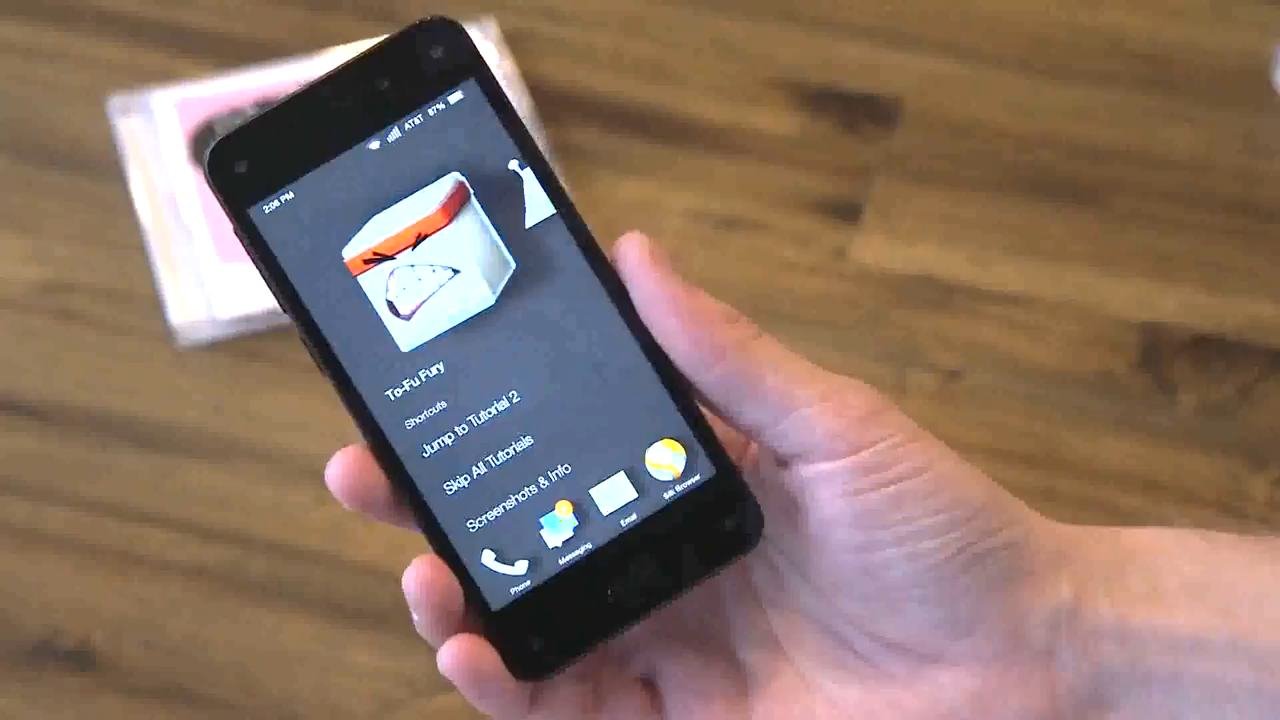 2:08 PM
AT&T 87%
To-Fu Fury
Shortcuts
Jump to Tutorial 2
Skip All Tutorials
Screenshots & Info
Phone
Messaging
Email
Silk Browser